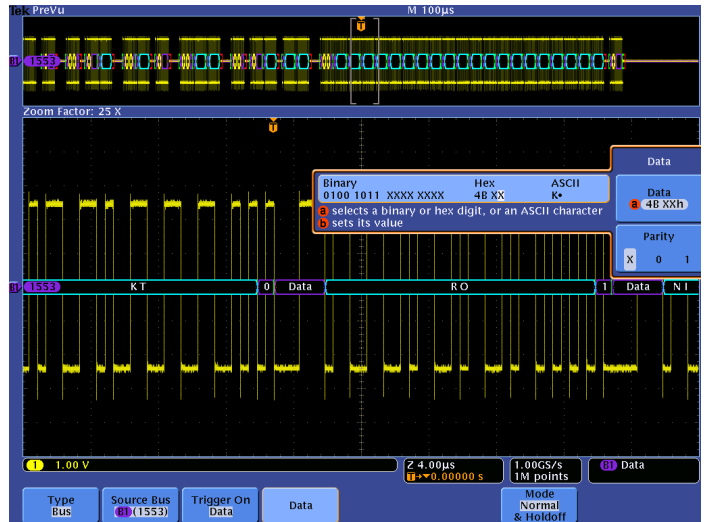 Tek PreVu M 100µs
T
B1 1553
Zoom Factor: 25 X
T
Data
Binary Hex ASCII
0100 1011 XXXX XXXX 4B XX K•
a selects a binary or hex digit, or an ASCII character
b sets its value
Data
a 4B XXh
Parity
X 0 1
B1 1553 K T 0 Data R O 1 Data N I
1 1.00 V
Z 4.00µs
T→▼0.00000 s
1.00GS/s
1M points
B1 Data
Type
Bus
Source Bus
B1 (1553)
Trigger On
Data
Data
Mode
Normal
& Holdoff